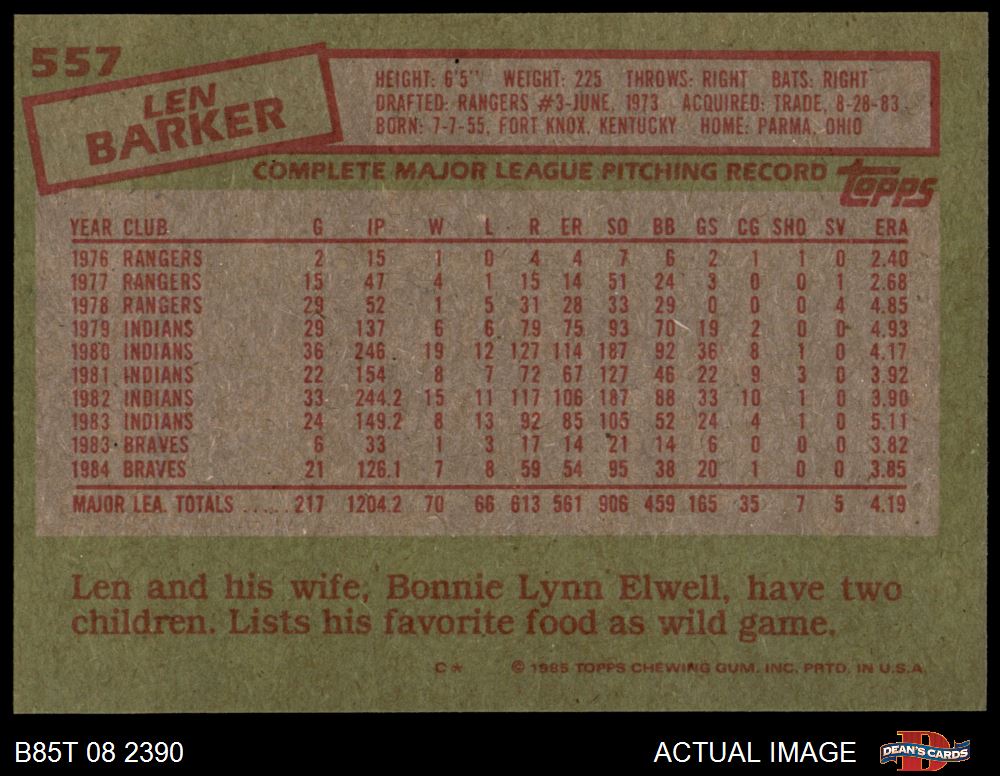 557
LEN
BARKER
HEIGHT: 6'5" WEIGHT: 225 THROWS: RIGHT BATS: RIGHT
DRAFTED: RANGERS #3-JUNE, 1973 ACQUIRED: TRADE, 8-28-83
BORN: 7-7-55, FORT KNOX, KENTUCKY HOME: PARMA, OHIO
COMPLETE MAJOR LEAGUE PITCHING RECORD topps
YEAR CLUB G IP W L R ER SO BB GS CG SHO SV ERA
1976 RANGERS 2 15 1 0 4 4 7 6 2 1 1 0 2.40
1977 RANGERS 15 47 4 1 15 14 51 24 3 0 0 1 2.68
1978 RANGERS 29 52 1 5 31 28 33 29 0 0 0 4 4.85
1979 INDIANS 29 137 6 6 79 75 93 70 19 2 0 0 4.93
1980 INDIANS 36 246 19 12 127 114 187 92 36 8 1 0 4.17
1981 INDIANS 22 154 8 7 72 67 127 46 22 9 3 0 3.92
1982 INDIANS 33 244.2 15 11 117 106 187 88 33 10 1 0 3.90
1983 INDIANS 24 149.2 8 13 92 85 105 52 24 4 1 0 5.11
1983 BRAVES 6 33 1 3 17 14 21 14 6 0 0 0 3.82
1984 BRAVES 21 126.1 7 8 59 54 95 38 20 1 0 0 3.85
MAJOR LEA. TOTALS ..... 217 1204.2 70 66 613 561 906 459 165 35 7 5 4.19
Len and his wife, Bonnie Lynn Elwell, have two
children. Lists his favorite food as wild game.
C* © 1985 TOPPS CHEWING GUM, INC. PRTD. IN U.S.A.
B85T 08 2390 ACTUAL IMAGE DEAN'S CARDS